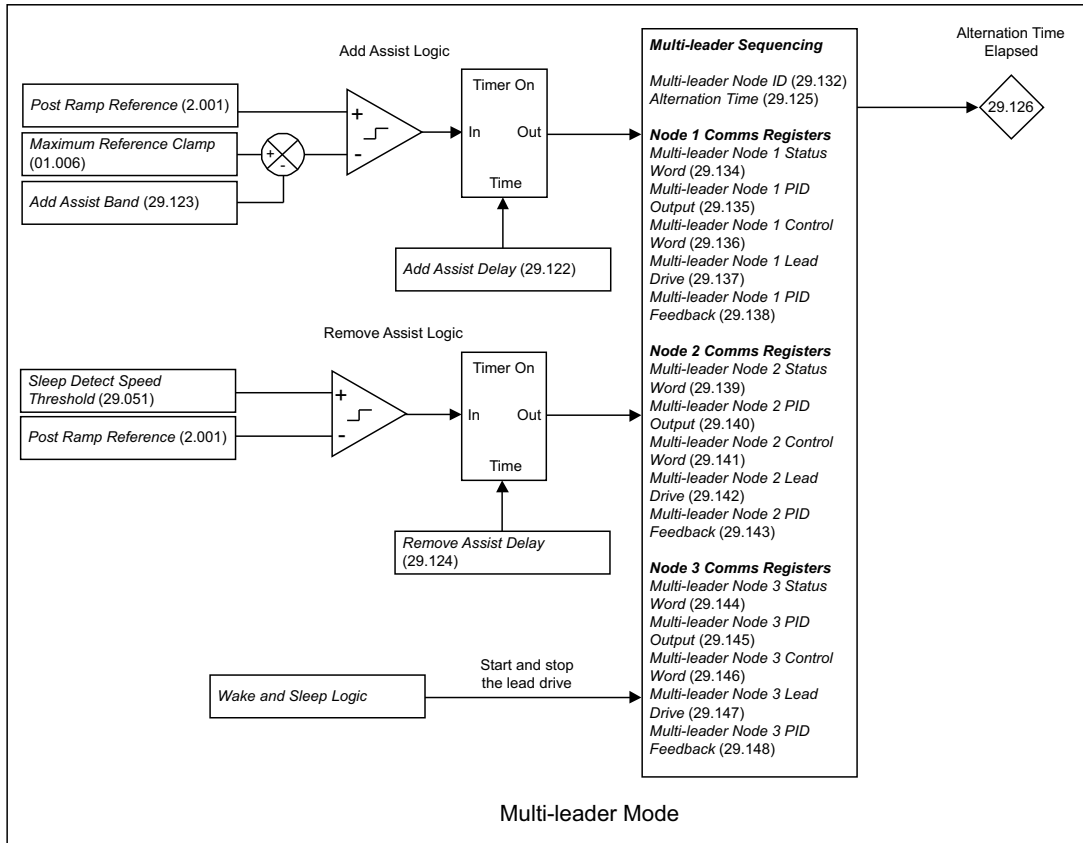 Add Assist Logic
Post Ramp Reference (2.001)
Maximum Reference Clamp
(01.006)
Add Assist Band (29.123)
+
-
+
-
Timer On
In Out
Time
Add Assist Delay (29.122)
Remove Assist Logic
Sleep Detect Speed
Threshold (29.051)
Post Ramp Reference (2.001)
+
-
Timer On
In Out
Time
Remove Assist Delay
(29.124)
Wake and Sleep Logic
Start and stop
the lead drive
Multi-leader Sequencing
Multi-leader Node ID (29.132)
Alternation Time (29.125)
Node 1 Comms Registers
Multi-leader Node 1 Status
Word (29.134)
Multi-leader Node 1 PID
Output (29.135)
Multi-leader Node 1 Control
Word (29.136)
Multi-leader Node 1 Lead
Drive (29.137)
Multi-leader Node 1 PID
Feedback (29.138)
Node 2 Comms Registers
Multi-leader Node 2 Status
Word (29.139)
Multi-leader Node 2 PID
Output (29.140)
Multi-leader Node 2 Control
Word (29.141)
Multi-leader Node 2 Lead
Drive (29.142)
Multi-leader Node 2 PID
Feedback (29.143)
Node 3 Comms Registers
Multi-leader Node 3 Status
Word (29.144)
Multi-leader Node 3 PID
Output (29.145)
Multi-leader Node 3 Control
Word (29.146)
Multi-leader Node 3 Lead
Drive (29.147)
Multi-leader Node 3 PID
Feedback (29.148)
Alternation Time
Elapsed
29.126
Multi-leader Mode